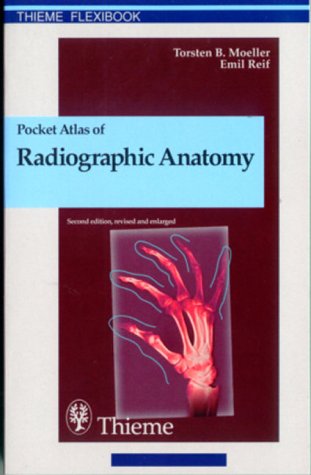 THIEME FLEXIBOOK
Torsten B. Moeller
Emil Reif
Pocket Atlas of
Radiographic Anatomy
Second edition, revised and enlarged
Thieme